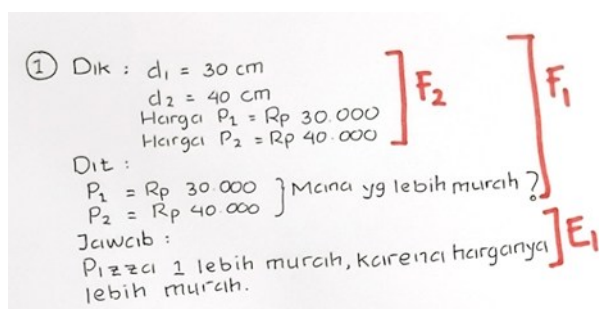 ① Dik : d₁ = 30 cm
d₂ = 40 cm
Harga P₁ = Rp 30.000
Harga P₂ = Rp 40.000
F₂
F₁
Dit :
P₁ = Rp 30.000 } Mana yg lebih murah ?
P₂ = Rp 40.000
Jawab :
Pizza 1 lebih murah, karena harganya
lebih murah.
E₁